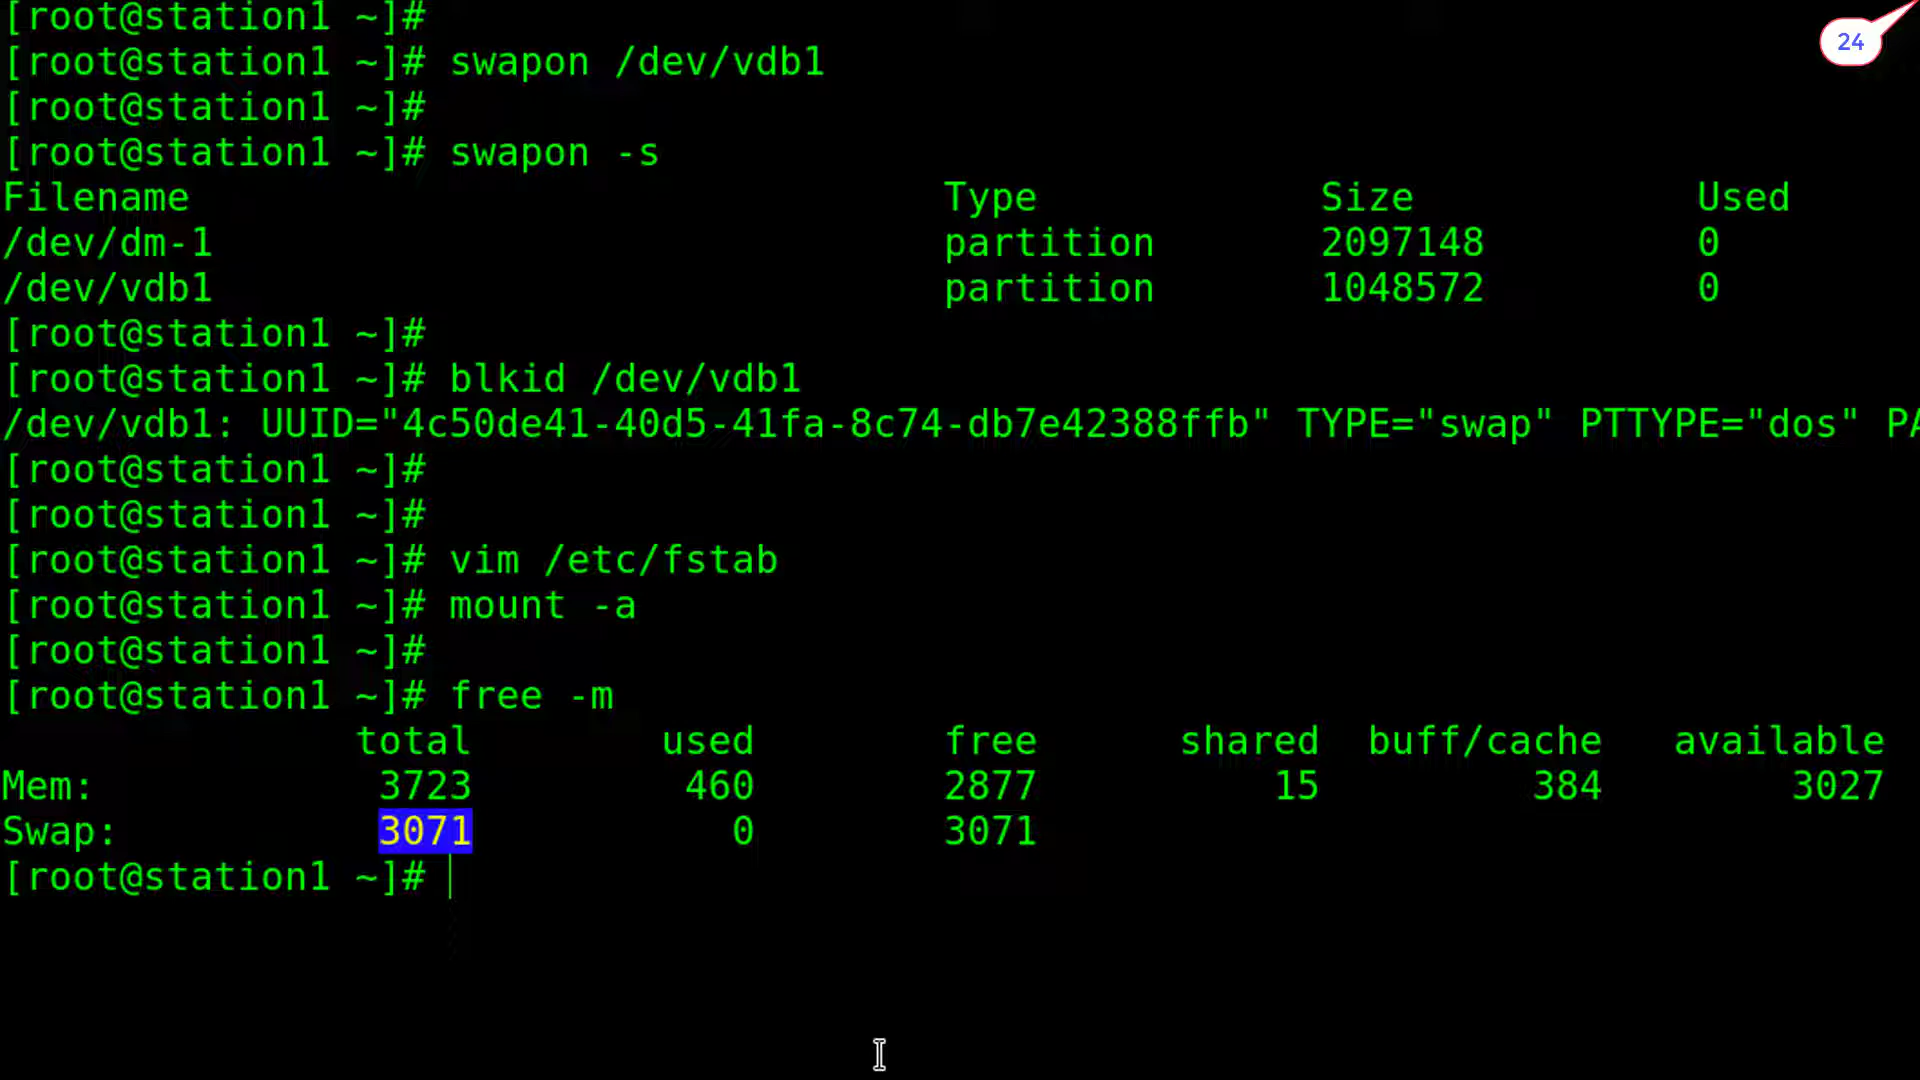 [root@station1 ~]#
24
[root@station1 ~]# swapon /dev/vdb1
[root@station1 ~]#
[root@station1 ~]# swapon -s
Filename Type Size Used
/dev/dm-1 partition 2097148 0
/dev/vdb1 partition 1048572 0
[root@station1 ~]#
[root@station1 ~]# blkid /dev/vdb1
/dev/vdb1: UUID="4c50de41-40d5-41fa-8c74-db7e42388ffb" TYPE="swap" PTTYPE="dos" PA
[root@station1 ~]#
[root@station1 ~]#
[root@station1 ~]# vim /etc/fstab
[root@station1 ~]# mount -a
[root@station1 ~]#
[root@station1 ~]# free -m
total used free shared buff/cache available
Mem: 3723 460 2877 15 384 3027
Swap: 3071 0 3071
[root@station1 ~]#